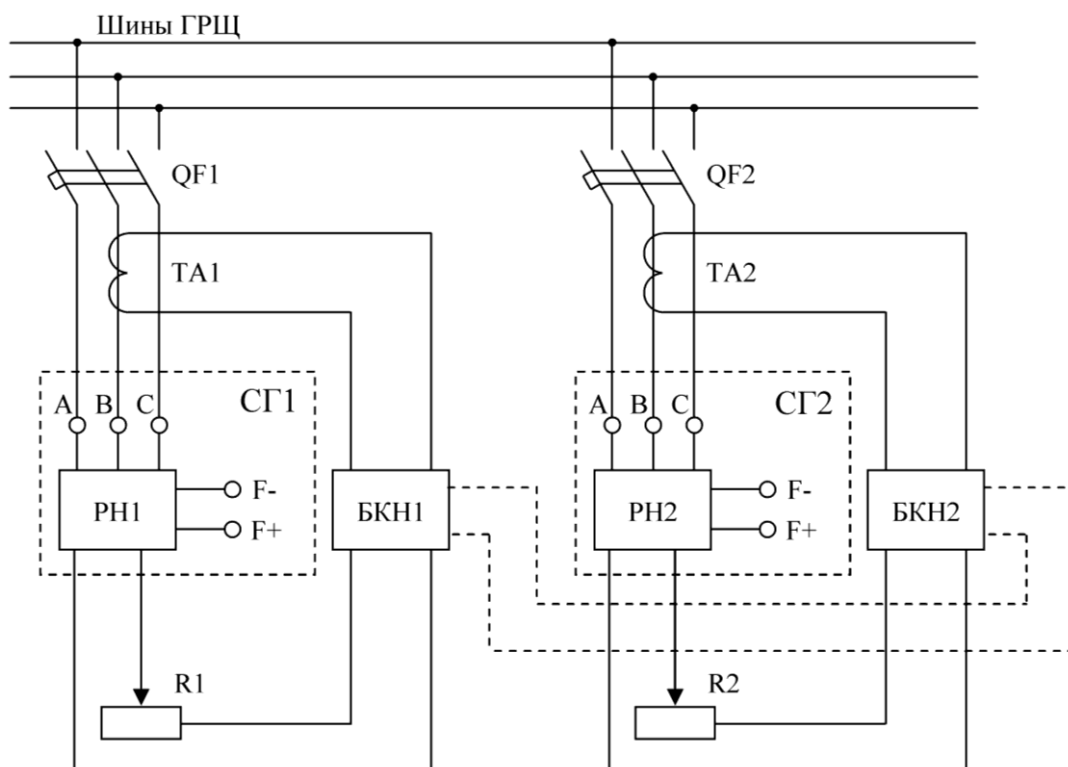 Шины ГРЩ
QF1
QF2
TA1
TA2
СГ1
СГ2
A B C
A B C
F-
F-
РН1
БКН1
РН2
БКН2
F+
F+
R1
R2